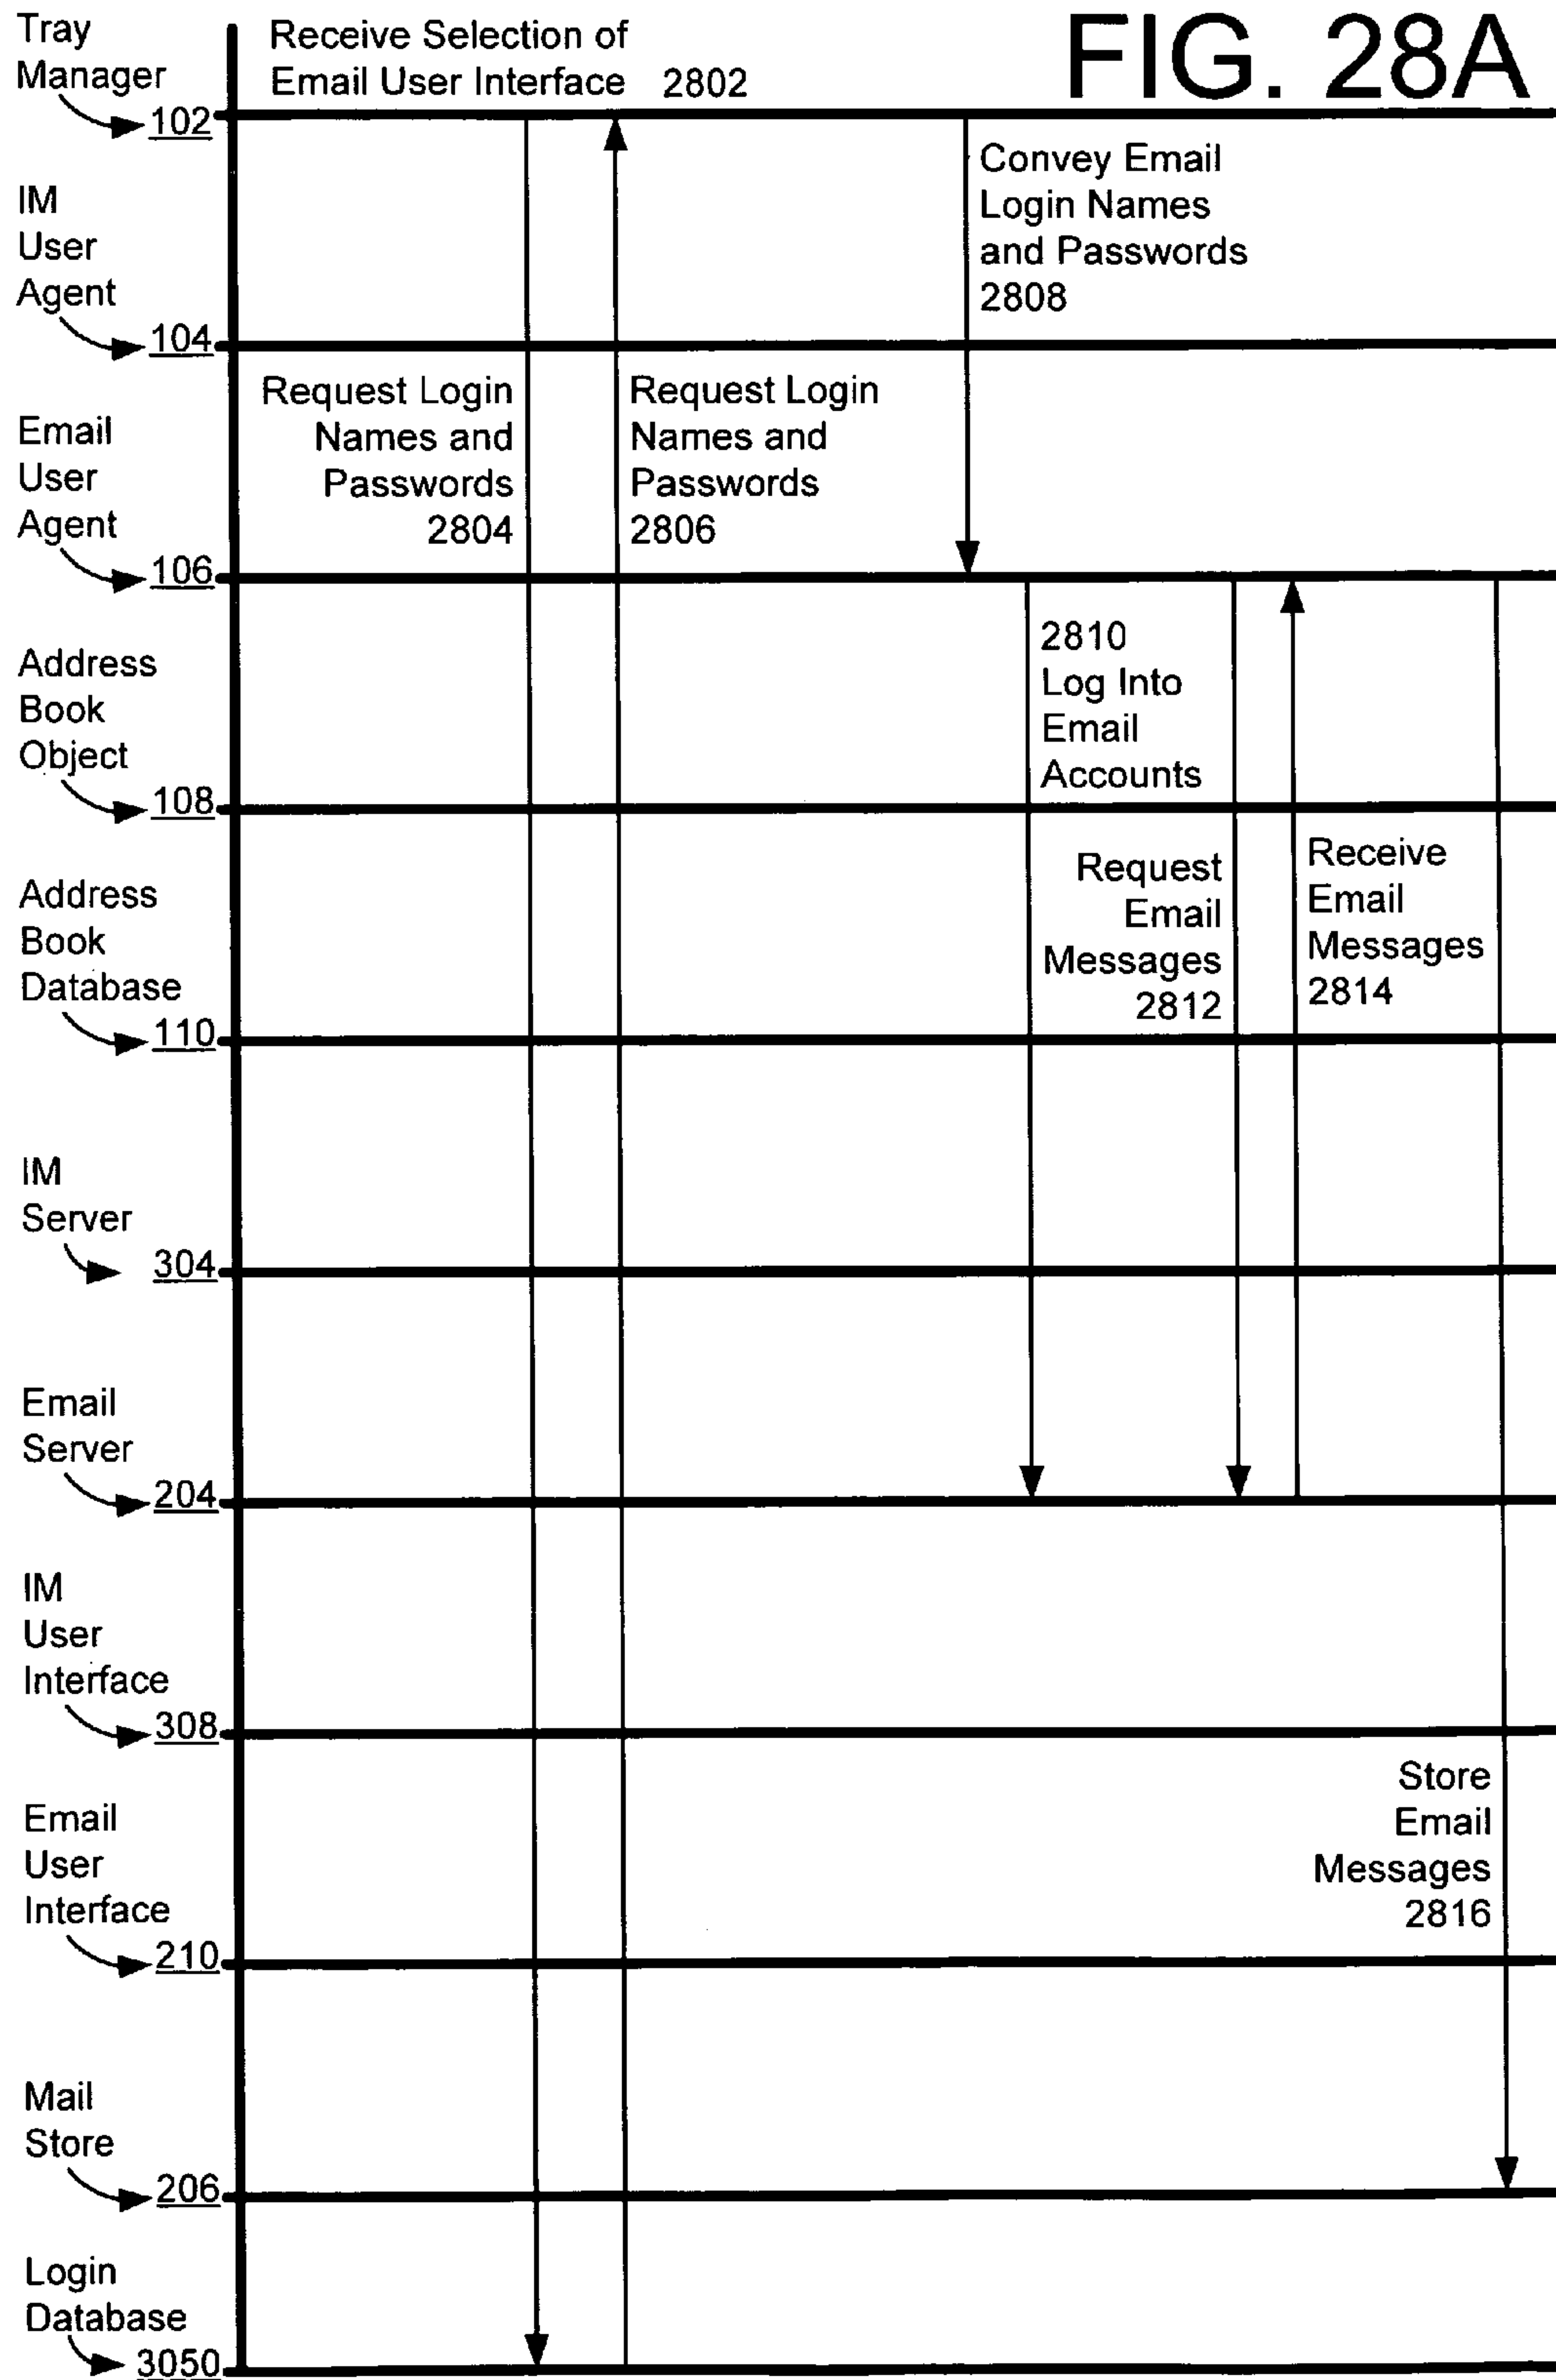 FIG. 28A
Tray
Manager
102
Receive Selection of
Email User Interface 2802
IM
User
Agent
104
Convey Email
Login Names
and Passwords
2808
Email
User
Agent
106
Request Login
Names and
Passwords
2804
Request Login
Names and
Passwords
2806
Address
Book
Object
108
2810
Log Into
Email
Accounts
Address
Book
Database
110
Request
Email
Messages
2812
Receive
Email
Messages
2814
IM
Server
304
Email
Server
204
IM
User
Interface
308
Email
User
Interface
210
Store
Email
Messages
2816
Mail
Store
206
Login
Database
3050